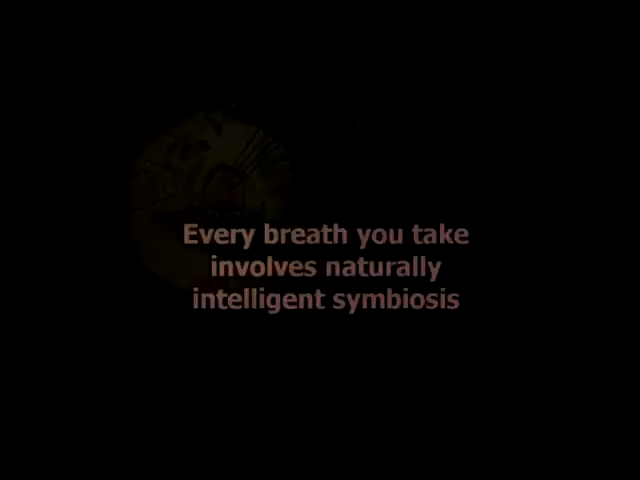 Every breath you take
involves naturally
intelligent symbiosis